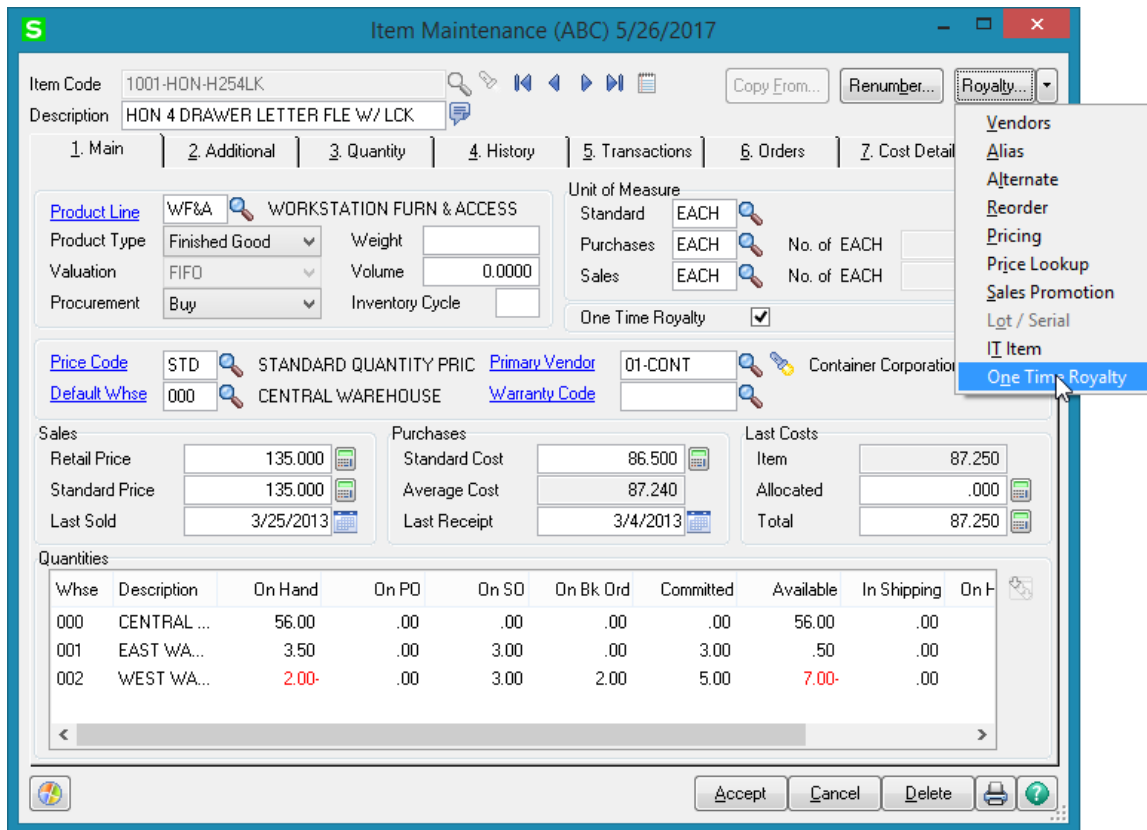 S Item Maintenance (ABC) 5/26/2017
Item Code 1001-HON-H254LK Copy From... Renumber... Royalty...
Description HON 4 DRAWER LETTER FLE W/ LCK
Vendors
Alias
Alternate
Reorder
Pricing
Price Lookup
Sales Promotion
Lot / Serial
IT Item
One Time Royalty
1. Main 2. Additional 3. Quantity 4. History 5. Transactions 6. Orders 7. Cost Detail
Product Line WF&A WORKSTATION FURN & ACCESS
Product Type Finished Good Weight
Valuation FIFO Volume 0.0000
Procurement Buy Inventory Cycle
Unit of Measure
Standard EACH
Purchases EACH No. of EACH
Sales EACH No. of EACH
One Time Royalty
Price Code STD STANDARD QUANTITY PRIC Primary Vendor 01-CONT Container Corporation
Default Whse 000 CENTRAL WAREHOUSE Warranty Code
Sales
Retail Price 135.000
Standard Price 135.000
Last Sold 3/25/2013
Purchases
Standard Cost 86.500
Average Cost 87.240
Last Receipt 3/4/2013
Last Costs
Item 87.250
Allocated .000
Total 87.250
Quantities
Whse Description On Hand On PO On SO On Bk Ord Committed Available In Shipping On H
000 CENTRAL ... 56.00 .00 .00 .00 .00 56.00 .00
001 EAST WA... 3.50 .00 3.00 .00 3.00 .50 .00
002 WEST WA... 2.00- .00 3.00 2.00 5.00 7.00- .00
Accept Cancel Delete